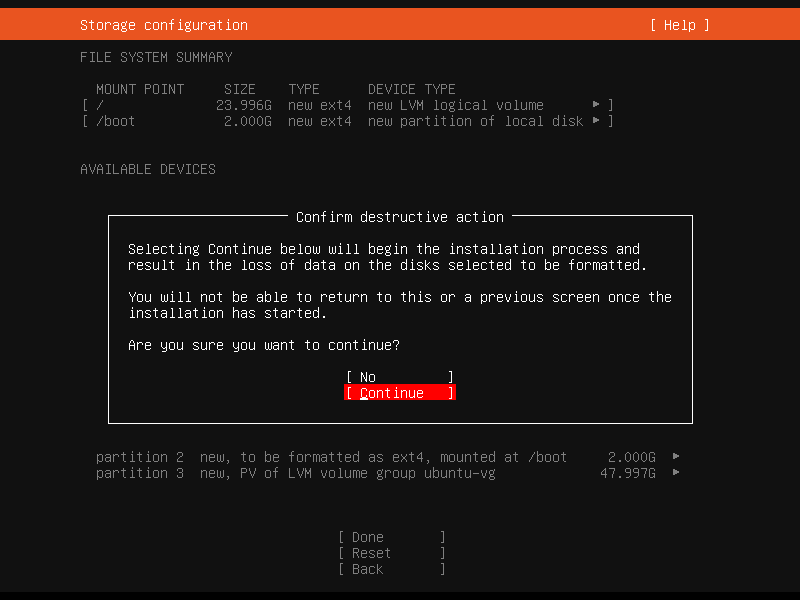 Storage configuration [ Help ]
FILE SYSTEM SUMMARY
MOUNT POINT SIZE TYPE DEVICE TYPE
[ / 23.996G new ext4 new LVM logical volume ▸ ]
[ /boot 2.000G new ext4 new partition of local disk ▸ ]
AVAILABLE DEVICES
Confirm destructive action
Selecting Continue below will begin the installation process and
result in the loss of data on the disks selected to be formatted.
You will not be able to return to this or a previous screen once the
installation has started.
Are you sure you want to continue?
[ No ]
[ Continue ]
partition 2 new, to be formatted as ext4, mounted at /boot 2.000G ▸
partition 3 new, PV of LVM volume group ubuntu-vg 47.997G ▸
[ Done ]
[ Reset ]
[ Back ]